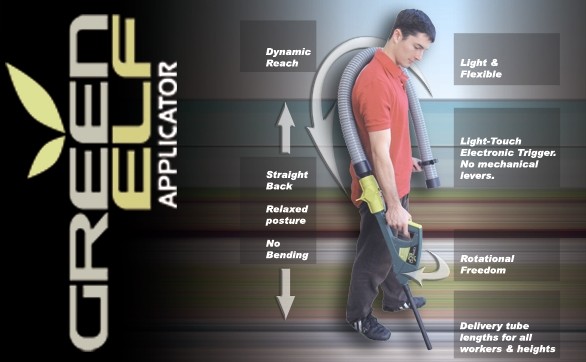 GREEN
ELF
APPLICATOR
Dynamic
Reach
Straight
Back
Relaxed
posture
No
Bending
Light &
Flexible
Light-Touch
Electronic Trigger.
No mechanical
levers.
Rotational
Freedom
Delivery tube
lengths for all
workers & heights